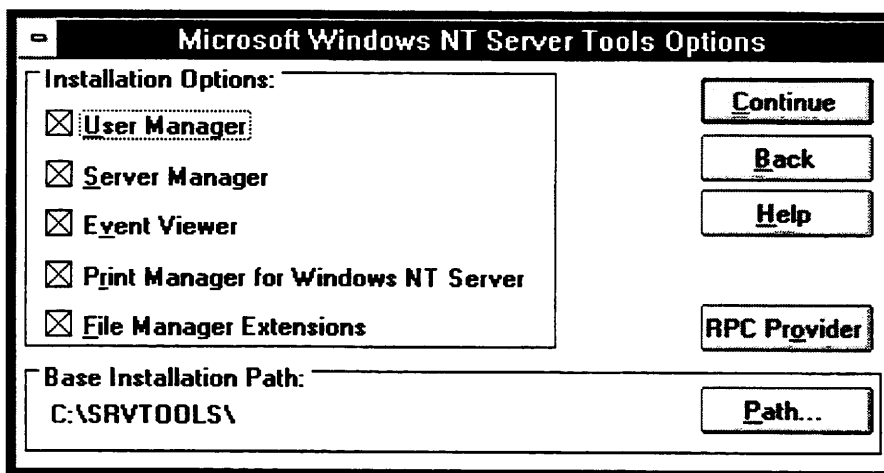 Microsoft Windows NT Server Tools Options
Installation Options:
User Manager
Server Manager
Event Viewer
Print Manager for Windows NT Server
File Manager Extensions
Continue
Back
Help
RPC Provider
Base Installation Path:
C:\SRVTOOLS\
Path...